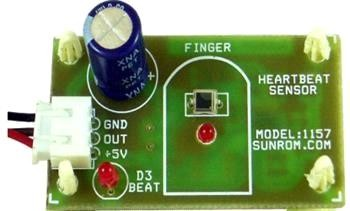 FINGER
HEARTBEAT
SENSOR
GND
OUT
+5V
D3
BEAT
MODEL:1157
SUNROM.COM